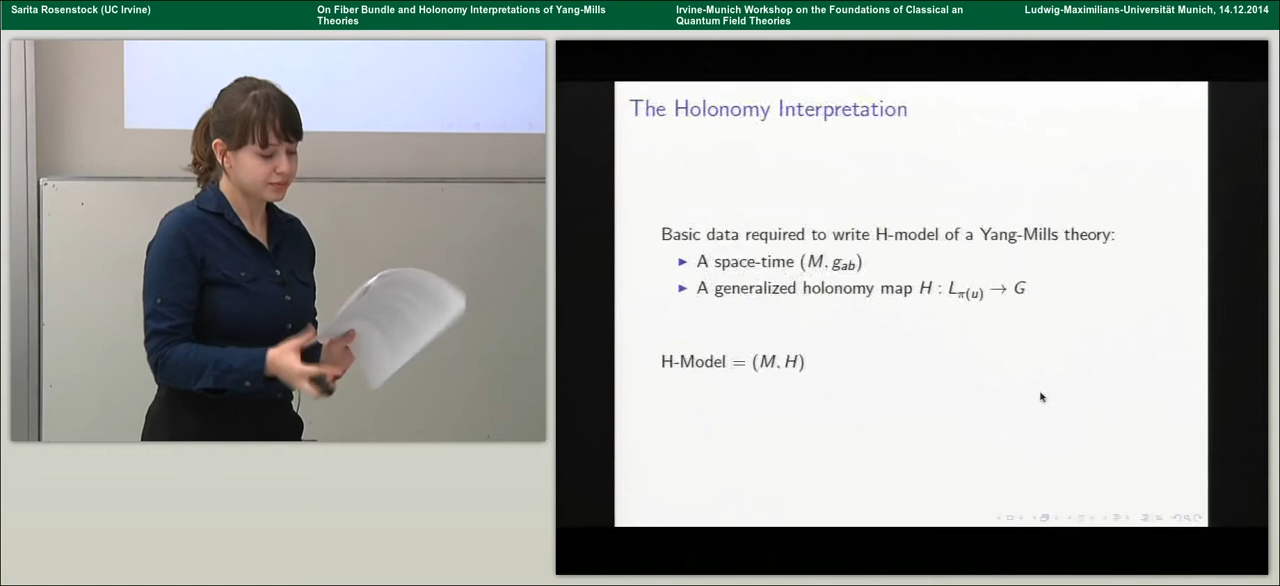 Sarita Rosenstock (UC Irvine)
On Fiber Bundle and Holonomy Interpretations of Yang-Mills
Theories
Irvine-Munich Workshop on the Foundations of Classical an
Quantum Field Theories
Ludwig-Maximilians-Universität Munich, 14.12.2014
The Holonomy Interpretation
Basic data required to write H-model of a Yang-Mills theory:
▶ A space-time (M, g_ab)
▶ A generalized holonomy map H : L_π(u) → G
H-Model = (M, H)